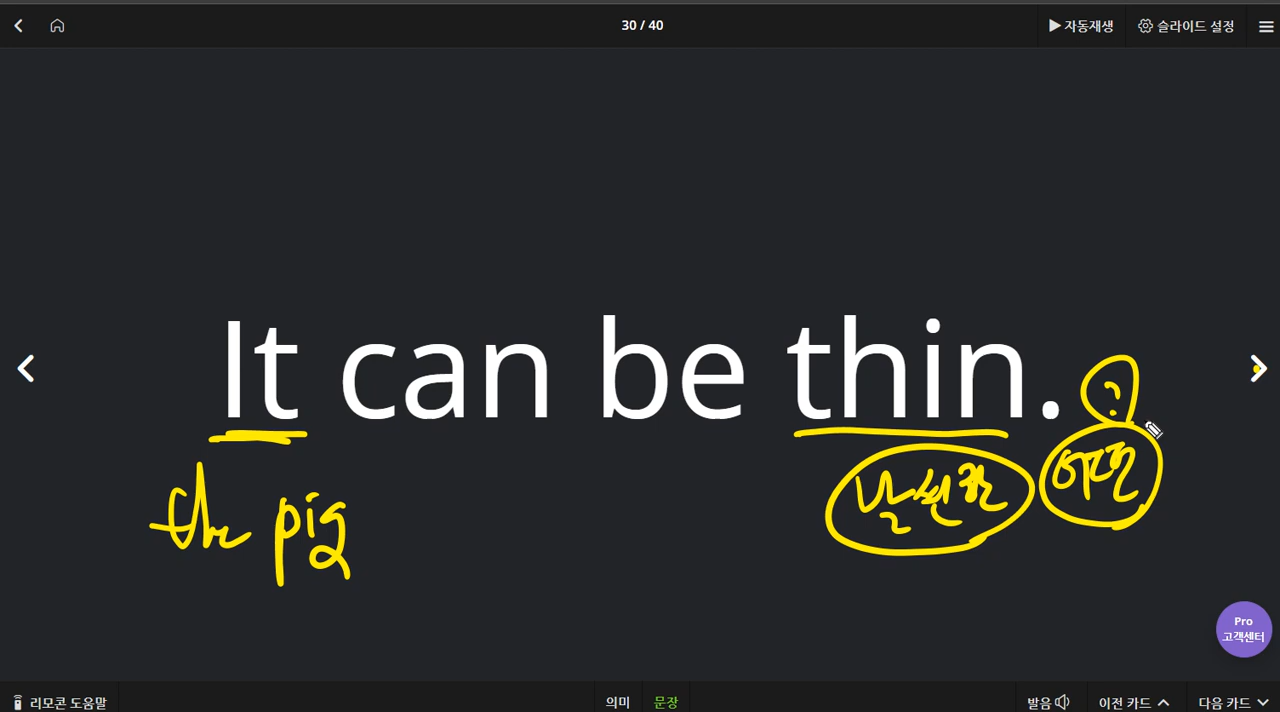 30 / 40
자동재생
슬라이드 설정
It can be thin.
?
the pig
날씬한
Pro
고객센터
리모콘 도움말
의미
문장
발음
이전 카드
다음 카드